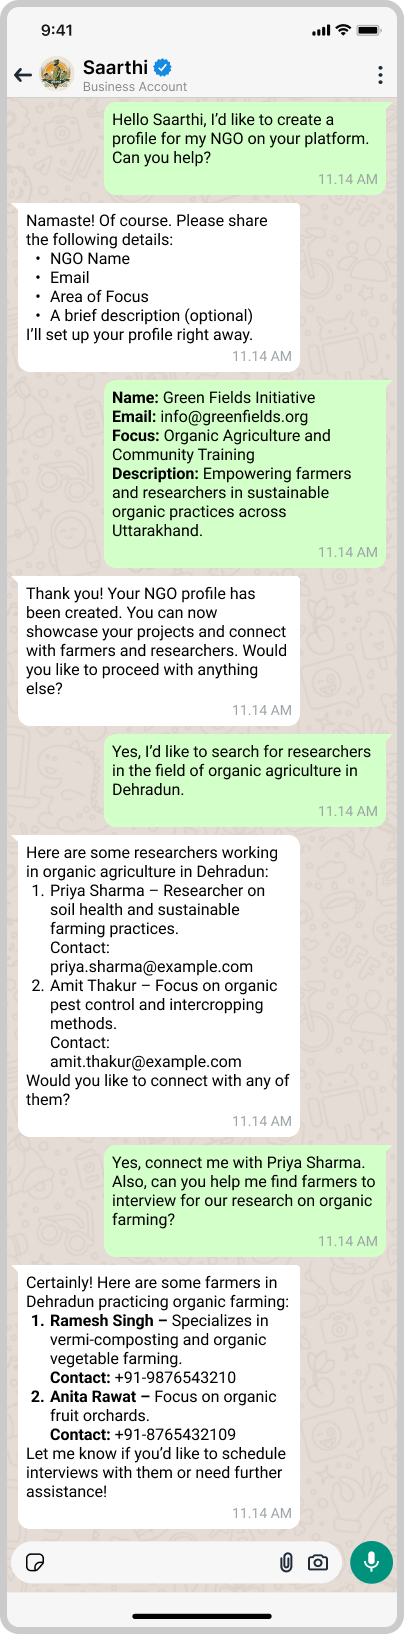 9:41
Saarthi
Business Account
Hello Saarthi, I'd like to create a
profile for my NGO on your platform.
Can you help?
11.14 AM
Namaste! Of course. Please share
the following details:
• NGO Name
• Email
• Area of Focus
• A brief description (optional)
I'll set up your profile right away.
11.14 AM
Name: Green Fields Initiative
Email: info@greenfields.org
Focus: Organic Agriculture and
Community Training
Description: Empowering farmers
and researchers in sustainable
organic practices across
Uttarakhand.
11.14 AM
Thank you! Your NGO profile has
been created. You can now
showcase your projects and connect
with farmers and researchers. Would
you like to proceed with anything
else?
11.14 AM
Yes, I'd like to search for researchers
in the field of organic agriculture in
Dehradun.
11.14 AM
Here are some researchers working
in organic agriculture in Dehradun:
1. Priya Sharma – Researcher on
soil health and sustainable
farming practices.
Contact:
priya.sharma@example.com
2. Amit Thakur – Focus on organic
pest control and intercropping
methods.
Contact:
amit.thakur@example.com
Would you like to connect with any of
them?
11.14 AM
Yes, connect me with Priya Sharma.
Also, can you help me find farmers to
interview for our research on organic
farming?
11.14 AM
Certainly! Here are some farmers in
Dehradun practicing organic farming:
1. Ramesh Singh – Specializes in
vermi-composting and organic
vegetable farming.
Contact: +91-9876543210
2. Anita Rawat – Focus on organic
fruit orchards.
Contact: +91-8765432109
Let me know if you'd like to schedule
interviews with them or need further
assistance!
11.14 AM